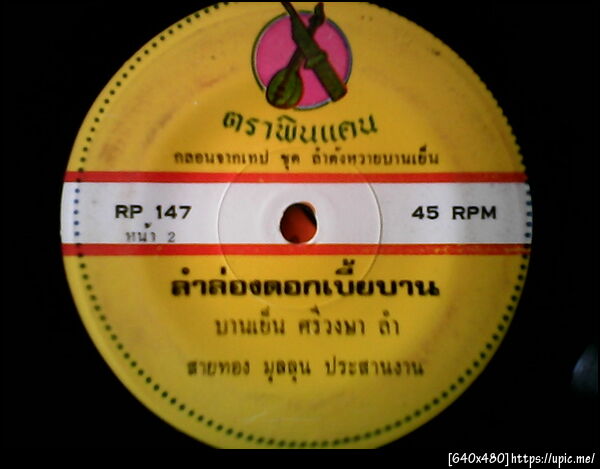 ตราพินแคน
กลอนจากเทป ชุด ลำตังหวายบานเย็น
RP 147
45 RPM
หน้า 2
ลำล่องดอกเบี้ยบาน
บานเย็น ศรีวงษา ลำ
สายทอง มูลลุน ประสานงาน
[640x480]https://upic.me/